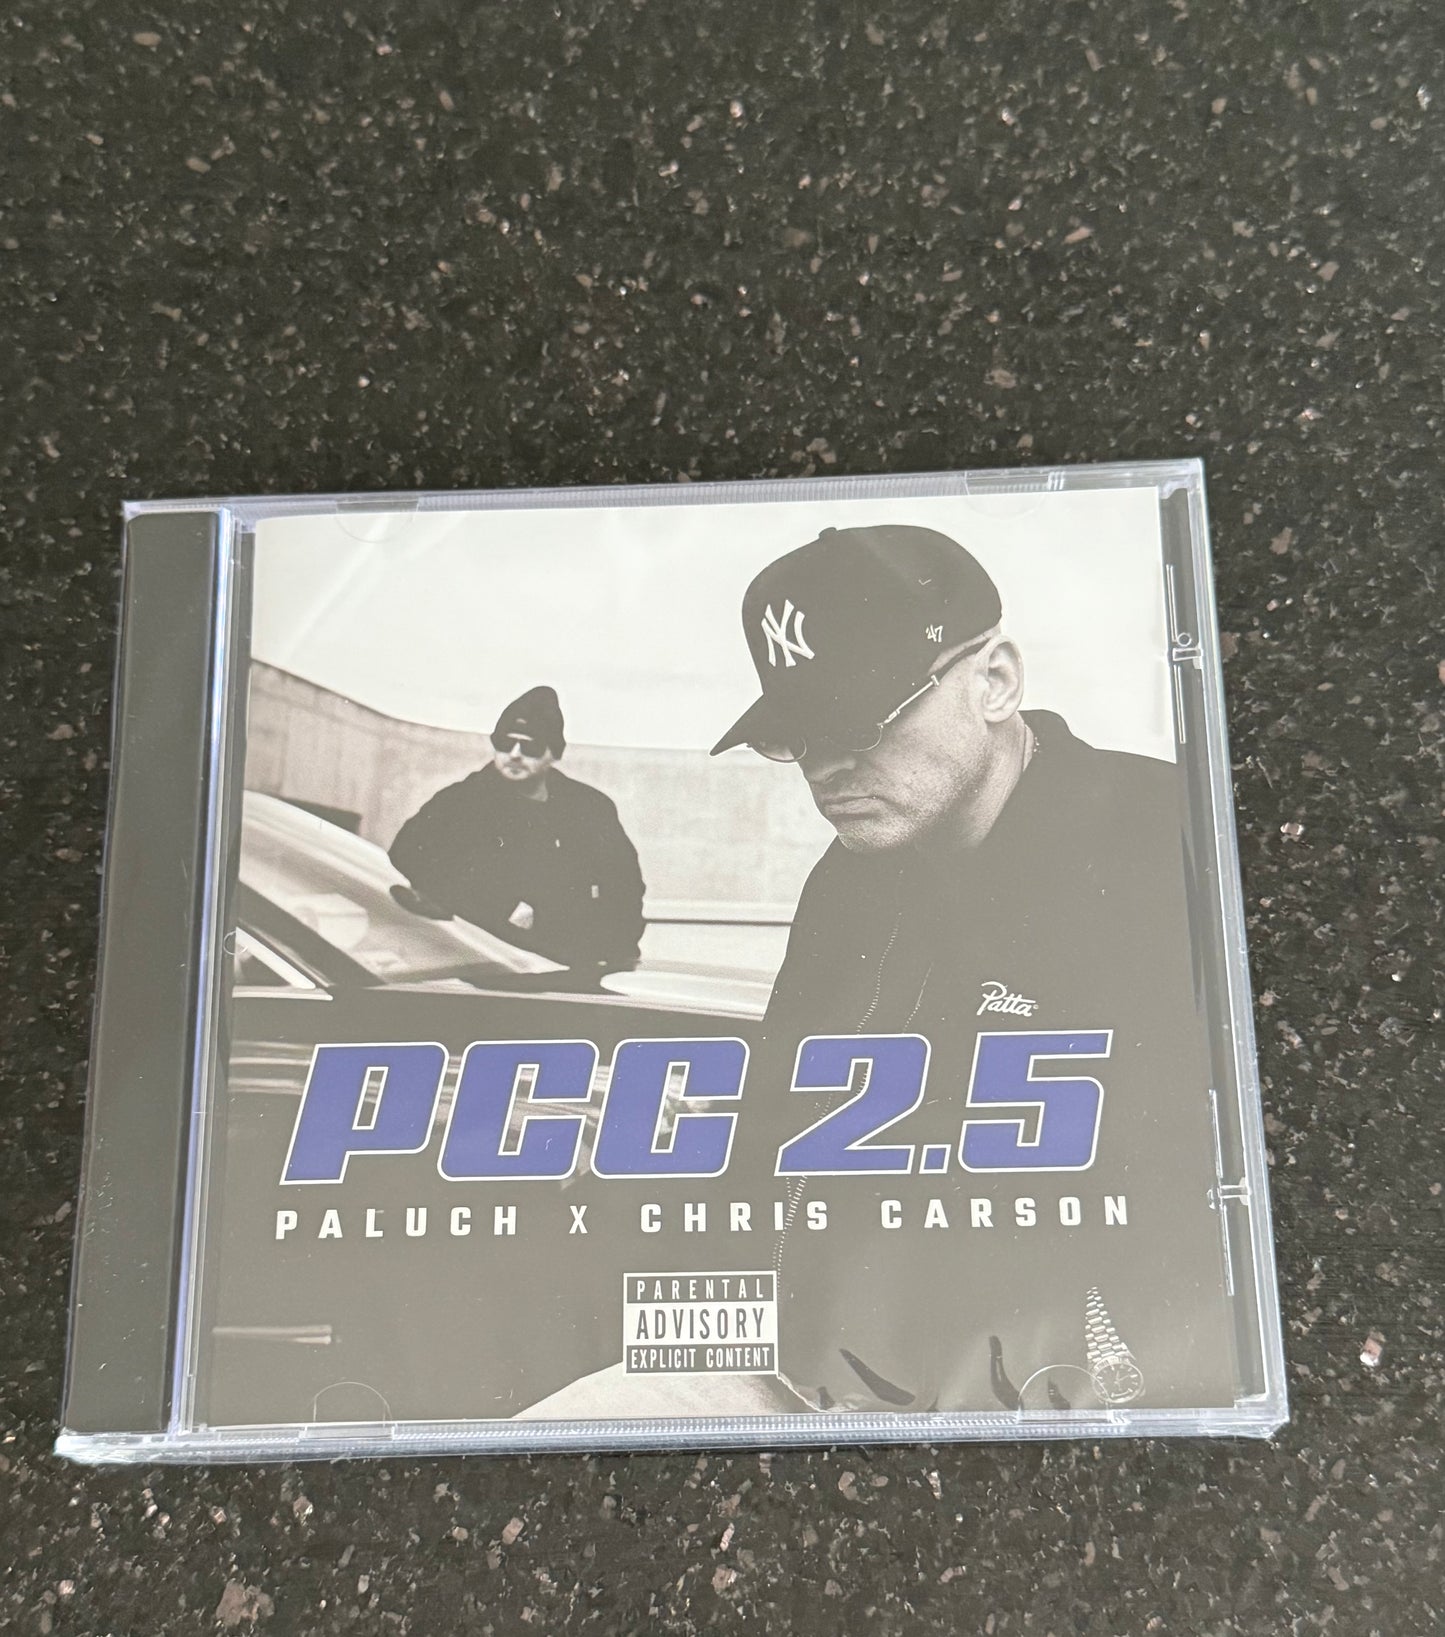 NY
47
Patta
PCC 2.5
PALUCH X CHRIS CARSON
PARENTAL
ADVISORY
EXPLICIT CONTENT